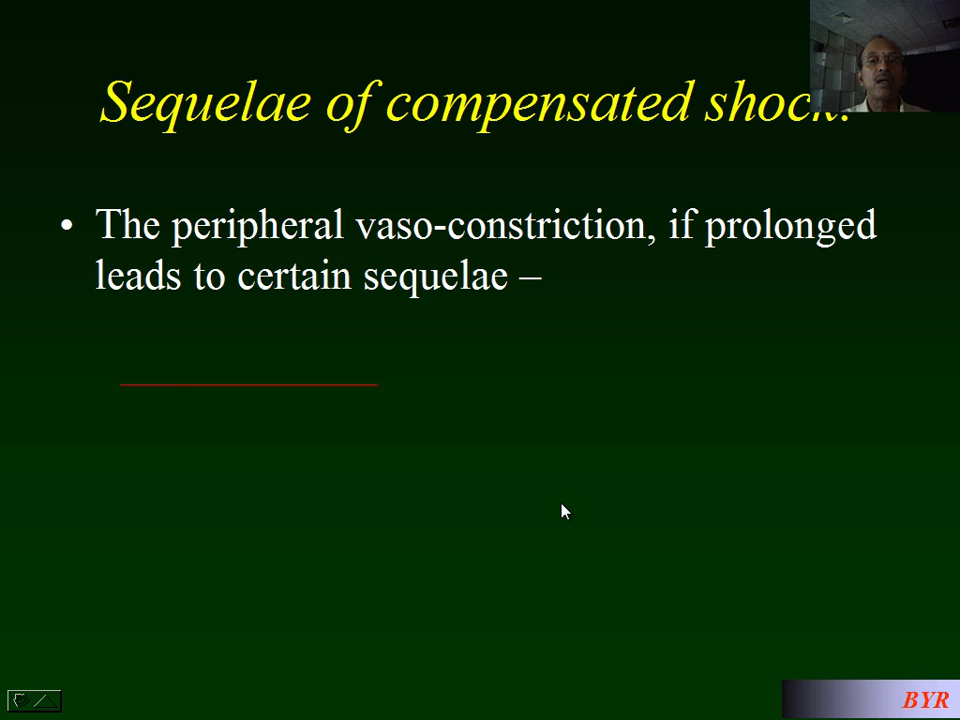 Sequelae of compensated shock.
• The peripheral vaso-constriction, if prolonged
leads to certain sequelae –
BYR